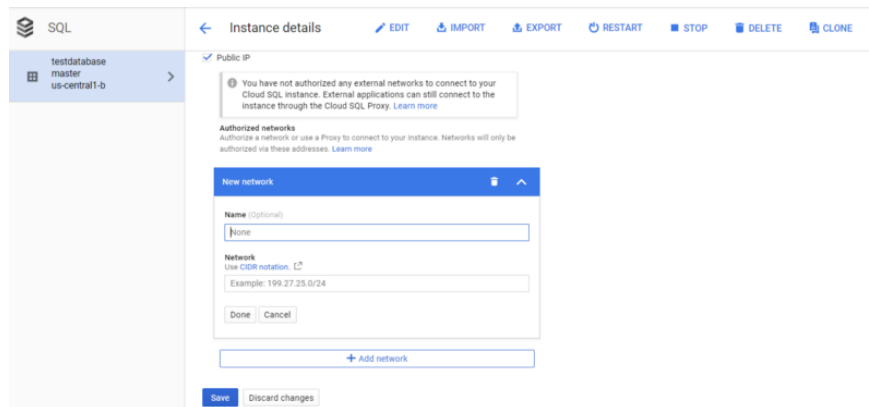 SQL
Instance details
EDIT
IMPORT
EXPORT
RESTART
STOP
DELETE
CLONE
testdatabase
master
us-central1-b
Public IP
You have not authorized any external networks to connect to your
Cloud SQL instance. External applications can still connect to the
instance through the Cloud SQL Proxy. Learn more
Authorized networks
Authorize a network or use a Proxy to connect to your instance. Networks will only be
authorized via these addresses. Learn more
New network
Name (Optional)
None
Network
Use CIDR notation.
Example: 199.27.25.0/24
Done Cancel
+ Add network
Save Discard changes